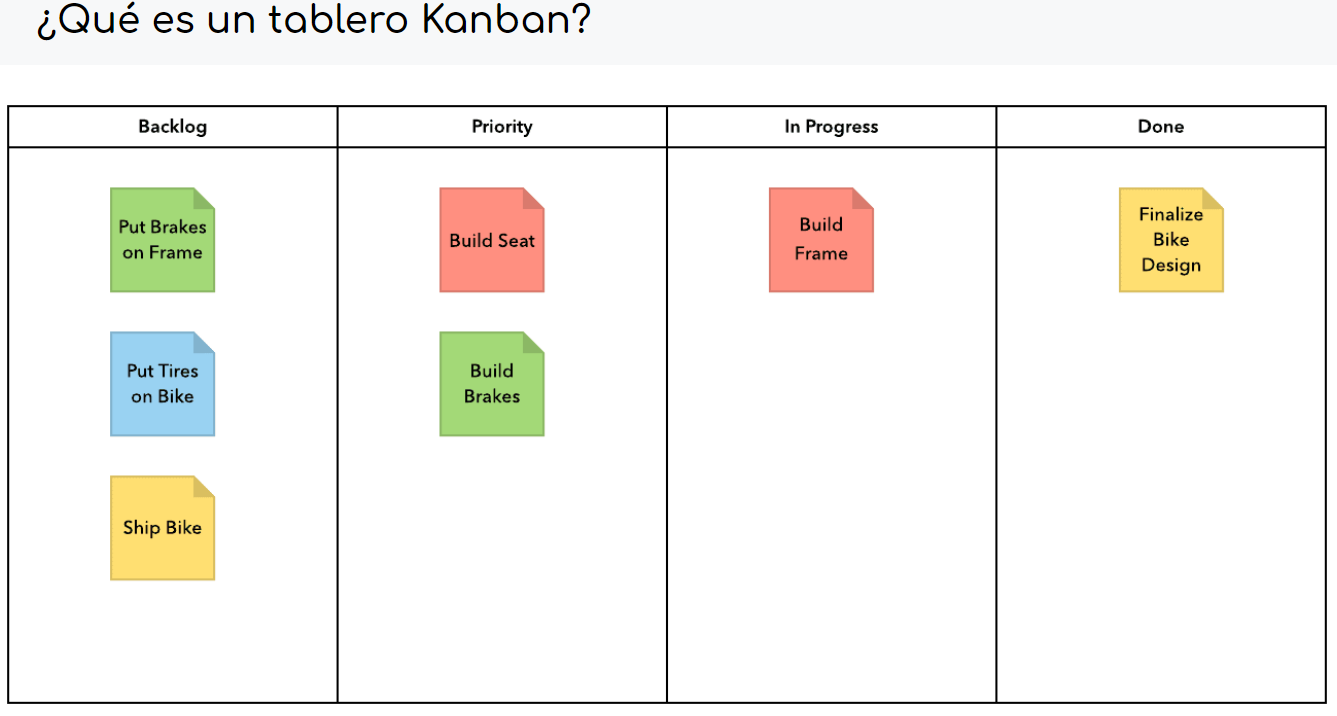 ¿Qué es un tablero Kanban?
Backlog
Priority
In Progress
Done
Put Brakes
on Frame
Put Tires
on Bike
Ship Bike
Build Seat
Build
Brakes
Build
Frame
Finalize
Bike
Design